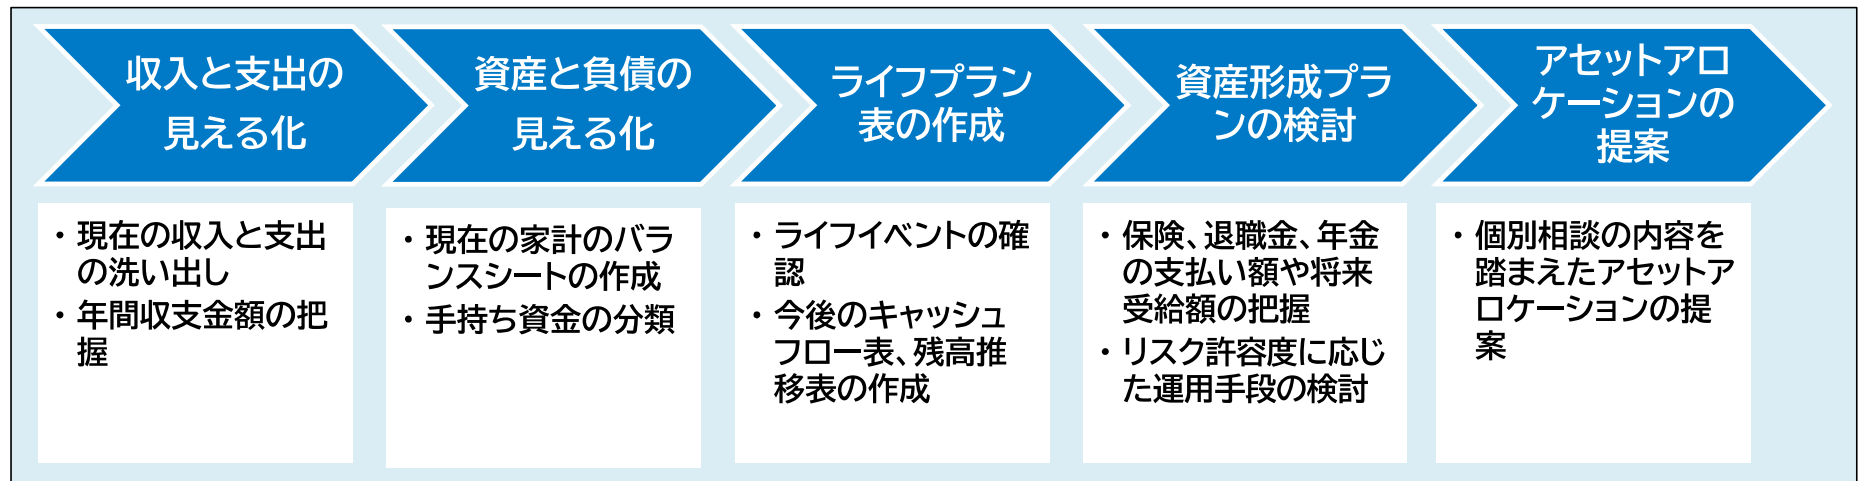 収入と支出の
見える化
資産と負債の
見える化
ライフプラン
表の作成
資産形成プラ
ンの検討
アセットアロ
ケーションの
提案
・現在の収入と支出
の洗い出し
・年間収支金額の把
握
・現在の家計のバラ
ンスシートの作成
・手持ち資金の分類
・ライフイベントの確
認
・今後のキャッシュ
フロー表、残高推
移表の作成
・保険、退職金、年金
の支払い額や将来
受給額の把握
・リスク許容度に応じ
た運用手段の検討
・個別相談の内容を
踏まえたアセットア
ロケーションの提
案